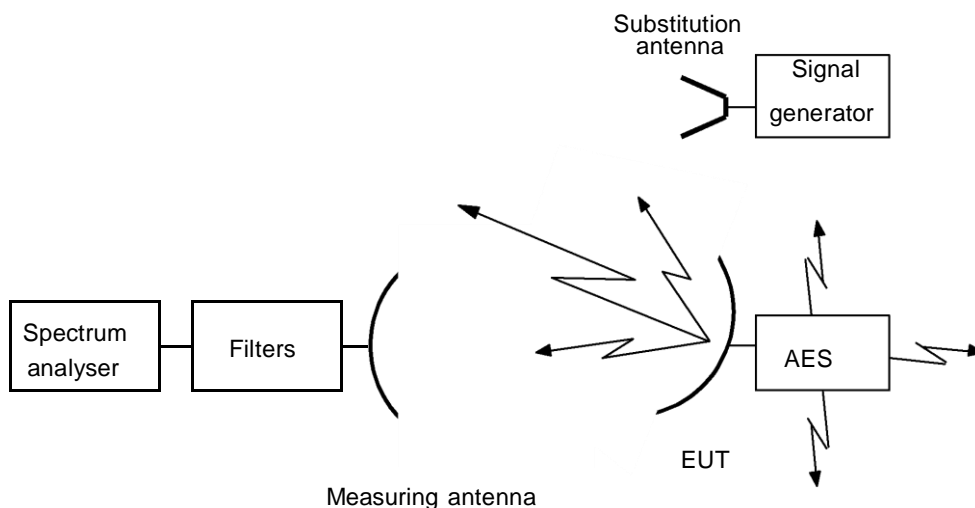 Substitution
antenna
Signal
generator
Spectrum
analyser
Filters
AES
EUT
Measuring antenna